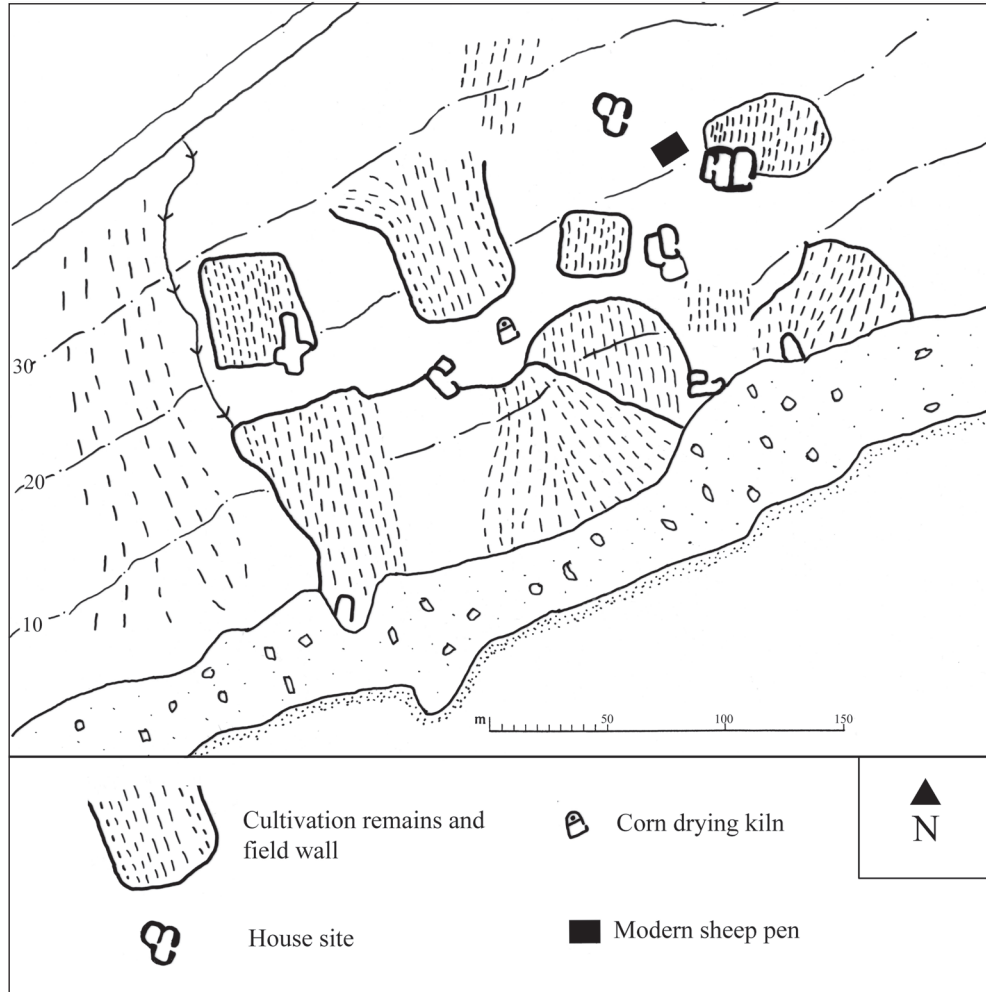 30
20
10
m 50 100 150
Cultivation remains and
field wall
Corn drying kiln
N
House site
Modern sheep pen